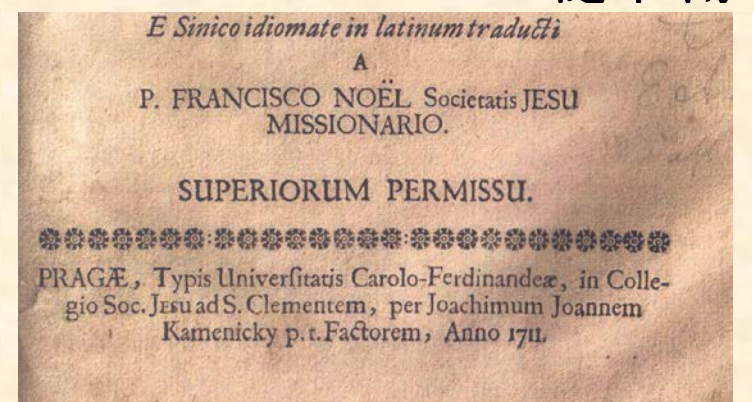 E Sinico idiomate in latinum traducti
A
P. FRANCISCO NOËL Societatis JESU
MISSIONARIO.
SUPERIORUM PERMISSU.
PRAGÆ, Typis Univerſitatis Carolo-Ferdinandeæ, in Colle-
gio Soc. JESU ad S. Clementem, per Joachimum Joannem
Kamenicky p. t. Factorem, Anno 1711.